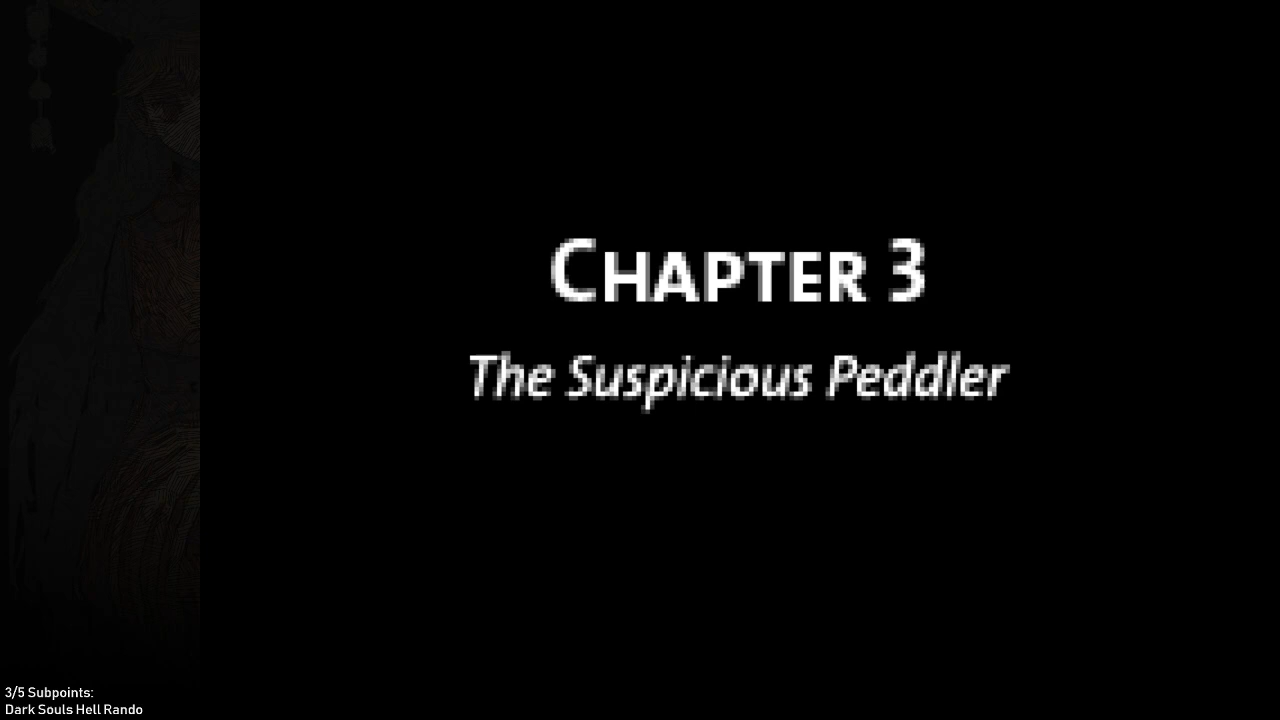 CHAPTER 3
The Suspicious Peddler
3/5 Subpoints:
Dark Souls Hell Rando